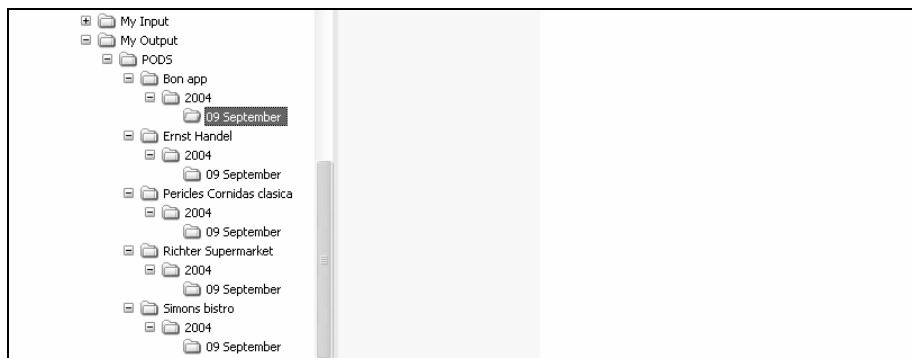 My Input
My Output
PODS
Bon app
2004
09 September
Ernst Handel
2004
09 September
Pericles Cornidas clasica
2004
09 September
Richter Supermarket
2004
09 September
Simons bistro
2004
09 September